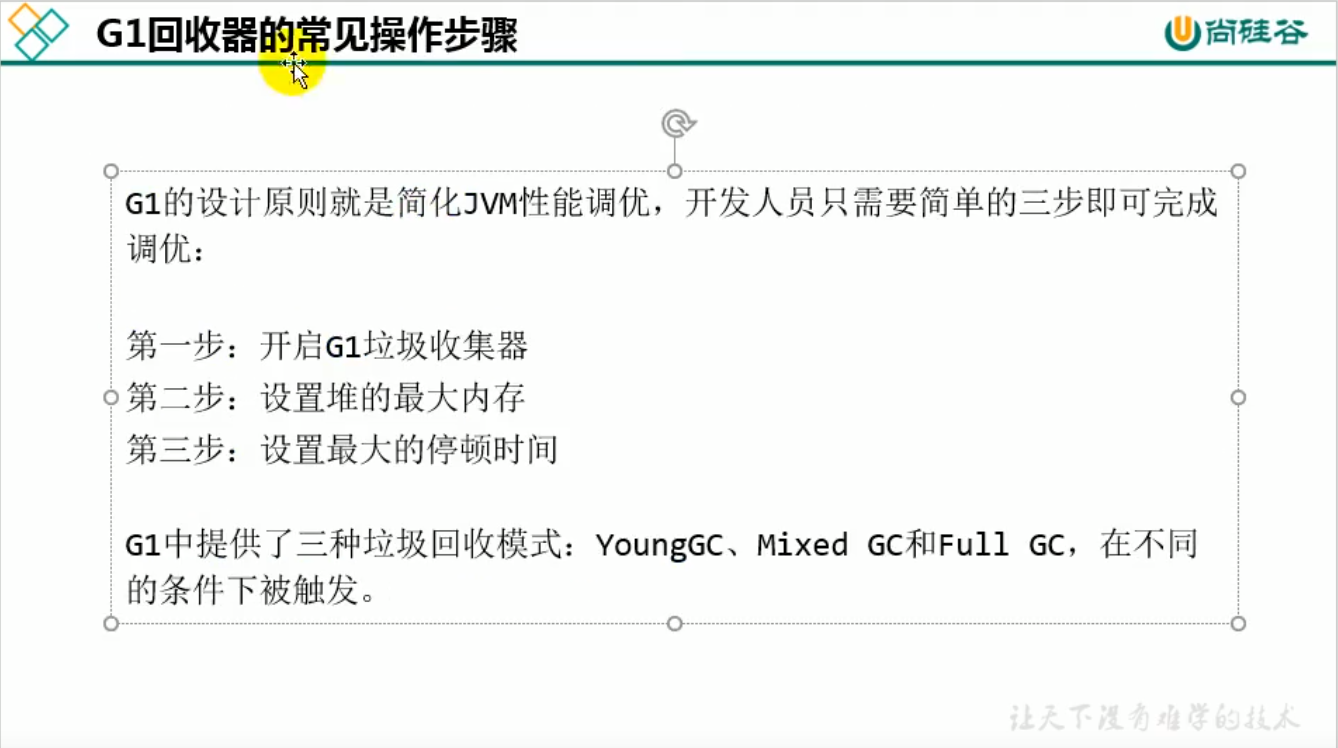 G1回收器的常见操作步骤
尚硅谷
G1的设计原则就是简化JVM性能调优，开发人员只需要简单的三步即可完成
调优：
第一步：开启G1垃圾收集器
第二步：设置堆的最大内存
第三步：设置最大的停顿时间
G1中提供了三种垃圾回收模式：YoungGC、Mixed GC和Full GC，在不同
的条件下被触发。
让天下没有难学的技术